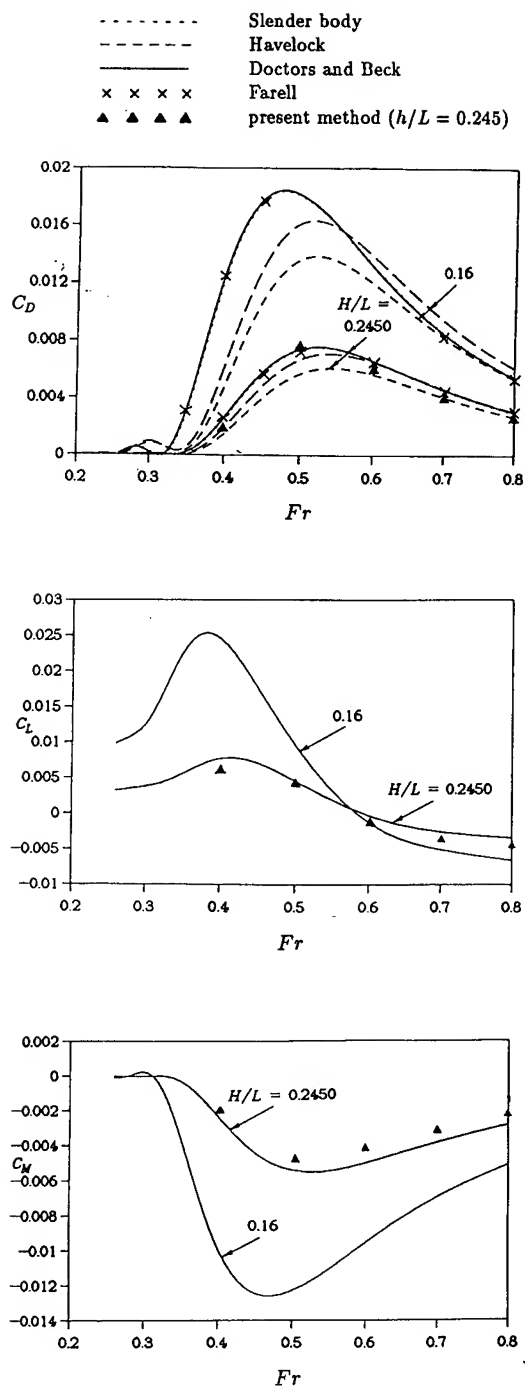 Slender body
Havelock
Doctors and Beck
Farell
present method (h/L = 0.245)
0.02
0.016
0.012
C_D
0.008
0.004
0
0.16
H/L =
0.2450
0.2 0.3 0.4 0.5 0.6 0.7 0.8
Fr
0.03
0.025
0.02
0.015
C_L
0.01
0.005
0
−0.005
−0.01
0.16
H/L = 0.2450
0.2 0.3 0.4 0.5 0.6 0.7 0.8
Fr
0.002
0
−0.002
−0.004
C_M
−0.006
−0.008
−0.01
−0.012
−0.014
H/L = 0.2450
0.16
0.2 0.3 0.4 0.5 0.6 0.7 0.8
Fr